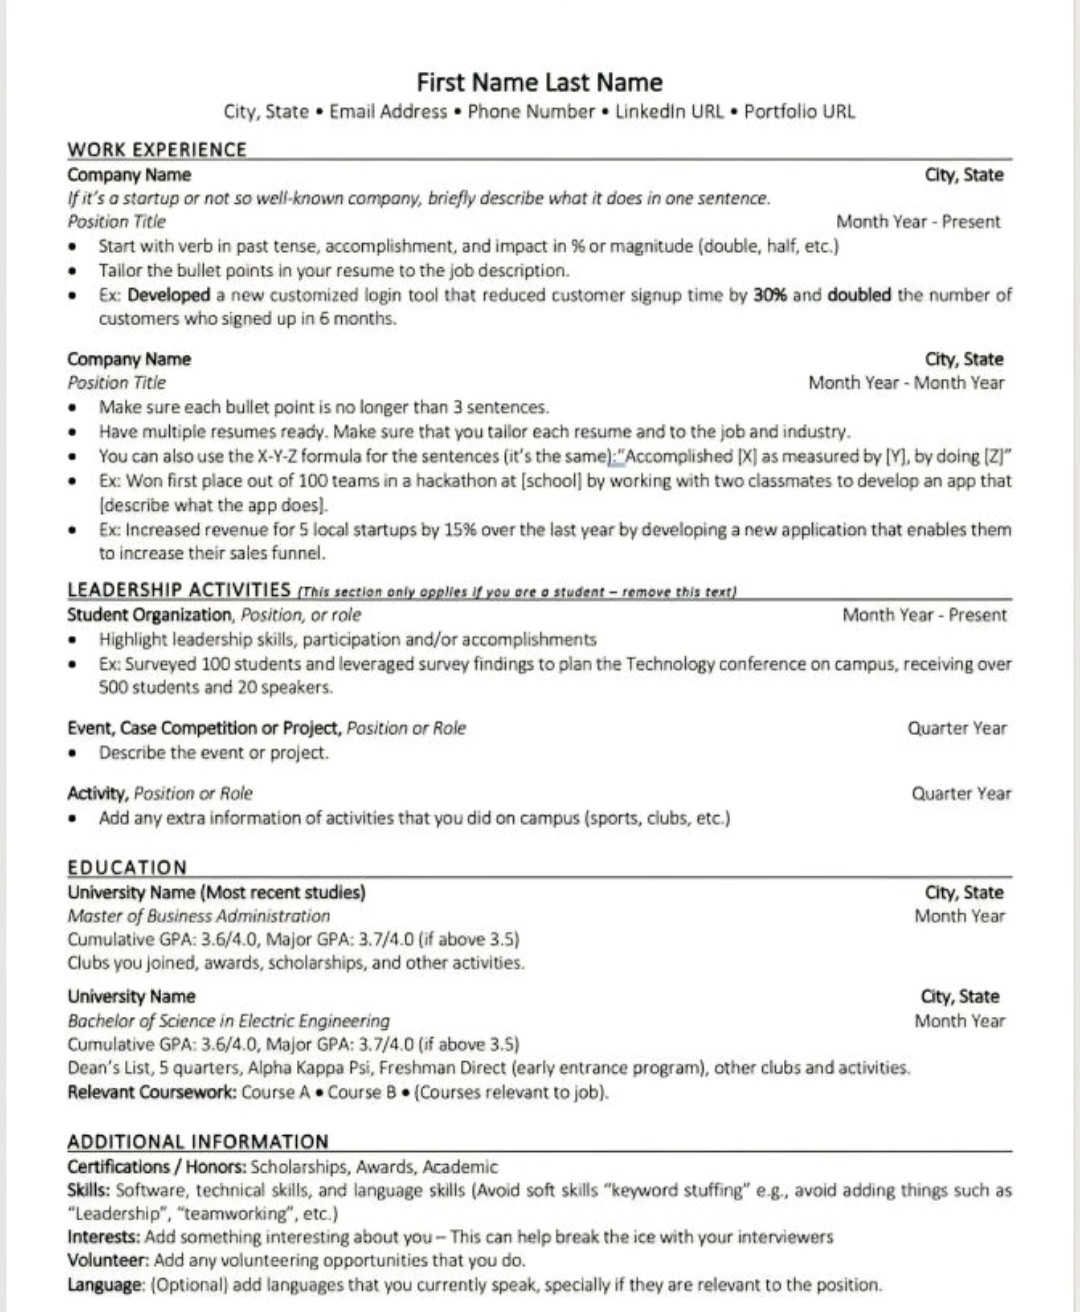 First Name Last Name
City, State • Email Address • Phone Number • LinkedIn URL • Portfolio URL
WORK EXPERIENCE
Company Name City, State
If it's a startup or not so well-known company, briefly describe what it does in one sentence.
Position Title Month Year - Present
• Start with verb in past tense, accomplishment, and impact in % or magnitude (double, half, etc.)
• Tailor the bullet points in your resume to the job description.
• Ex: Developed a new customized login tool that reduced customer signup time by 30% and doubled the number of
customers who signed up in 6 months.
Company Name City, State
Position Title Month Year - Month Year
• Make sure each bullet point is no longer than 3 sentences.
• Have multiple resumes ready. Make sure that you tailor each resume and to the job and industry.
• You can also use the X-Y-Z formula for the sentences (it's the same):"Accomplished [X] as measured by [Y], by doing [Z]"
• Ex: Won first place out of 100 teams in a hackathon at [school] by working with two classmates to develop an app that
[describe what the app does].
• Ex: Increased revenue for 5 local startups by 15% over the last year by developing a new application that enables them
to increase their sales funnel.
LEADERSHIP ACTIVITIES (This section only applies if you are a student – remove this text)
Student Organization, Position, or role Month Year - Present
• Highlight leadership skills, participation and/or accomplishments
• Ex: Surveyed 100 students and leveraged survey findings to plan the Technology conference on campus, receiving over
500 students and 20 speakers.
Event, Case Competition or Project, Position or Role Quarter Year
• Describe the event or project.
Activity, Position or Role Quarter Year
• Add any extra information of activities that you did on campus (sports, clubs, etc.)
EDUCATION
University Name (Most recent studies) City, State
Master of Business Administration Month Year
Cumulative GPA: 3.6/4.0, Major GPA: 3.7/4.0 (if above 3.5)
Clubs you joined, awards, scholarships, and other activities.
University Name City, State
Bachelor of Science in Electric Engineering Month Year
Cumulative GPA: 3.6/4.0, Major GPA: 3.7/4.0 (if above 3.5)
Dean's List, 5 quarters, Alpha Kappa Psi, Freshman Direct (early entrance program), other clubs and activities.
Relevant Coursework: Course A • Course B • (Courses relevant to job).
ADDITIONAL INFORMATION
Certifications / Honors: Scholarships, Awards, Academic
Skills: Software, technical skills, and language skills (Avoid soft skills "keyword stuffing" e.g., avoid adding things such as
"Leadership", "teamworking", etc.)
Interests: Add something interesting about you – This can help break the ice with your interviewers
Volunteer: Add any volunteering opportunities that you do.
Language: (Optional) add languages that you currently speak, specially if they are relevant to the position.